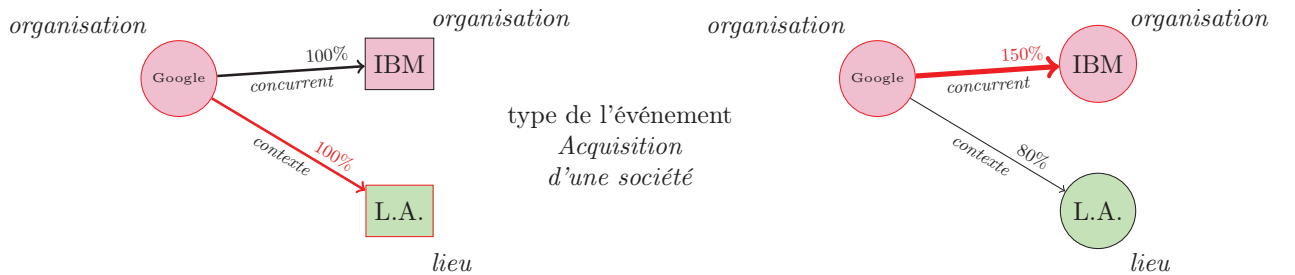 organisation
organisation
100%
Google
IBM
concurrent
100%
contexte
L.A.
lieu
type de l'événement
Acquisition
d'une société
organisation
organisation
150%
Google
IBM
concurrent
80%
contexte
L.A.
lieu